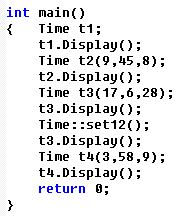 int main()
{    Time t1;
     t1.Display();
     Time t2(9,45,8);
     t2.Display();
     Time t3(17,6,28);
     t3.Display();
     Time::set12();
     t3.Display();
     Time t4(3,58,9);
     t4.Display();
     return 0;
}